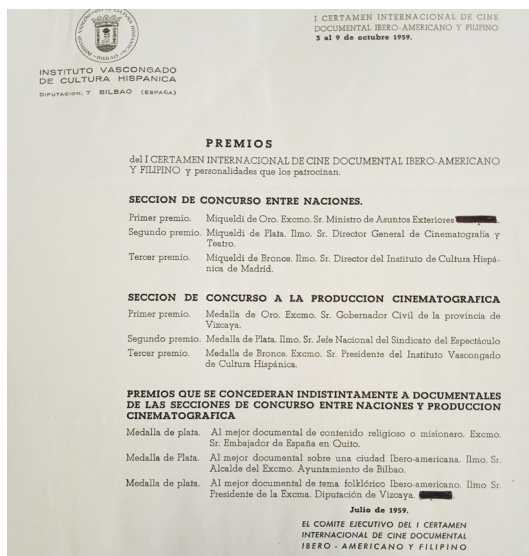 I CERTAMEN INTERNACIONAL DE CINE
DOCUMENTAL IBERO-AMERICANO Y FILIPINO
3 al 9 de octubre 1959.
INSTITUTO VASCONGADO
DE CULTURA HISPANICA
DIPUTACION, 7 BILBAO (ESPAÑA)
PREMIOS
del I CERTAMEN INTERNACIONAL DE CINE DOCUMENTAL IBERO-AMERICANO
Y FILIPINO y personalidades que los patrocinan.
SECCION DE CONCURSO ENTRE NACIONES.
Primer premio. Miqueldi de Oro. Excmo. Sr. Ministro de Asuntos Exteriores
Segundo premio. Miqueldi de Plata. Ilmo. Sr. Director General de Cinematografía y
Teatro.
Tercer premio. Miqueldi de Bronce. Ilmo. Sr. Director del Instituto de Cultura Hispá-
nica de Madrid.
SECCION DE CONCURSO A LA PRODUCCION CINEMATOGRAFICA
Primer premio. Medalla de Oro. Excmo. Sr. Gobernador Civil de la provincia de
Vizcaya.
Segundo premio. Medalla de Plata. Ilmo. Sr. Jefe Nacional del Sindicato del Espectáculo
Tercer premio. Medalla de Bronce. Excmo. Sr. Presidente del Instituto Vascongado
de Cultura Hispánica.
PREMIOS QUE SE CONCEDERAN INDISTINTAMENTE A DOCUMENTALES
DE LAS SECCIONES DE CONCURSO ENTRE NACIONES Y PRODUCCION
CINEMATOGRAFICA
Medalla de plata. Al mejor documental de contenido religioso o misionero. Excmo.
Sr. Embajador de España en Quito.
Medalla de Plata. Al mejor documental sobre una ciudad Ibero-americana. Ilmo. Sr.
Alcalde del Excmo. Ayuntamiento de Bilbao.
Medalla de plata. Al mejor documental de tema folklórico Ibero-americano. Ilmo Sr.
Presidente de la Excma. Diputación de Vizcaya.
Julio de 1959.
EL COMITE EJECUTIVO DEL I CERTAMEN
INTERNACIONAL DE CINE DOCUMENTAL
IBERO - AMERICANO Y FILIPINO